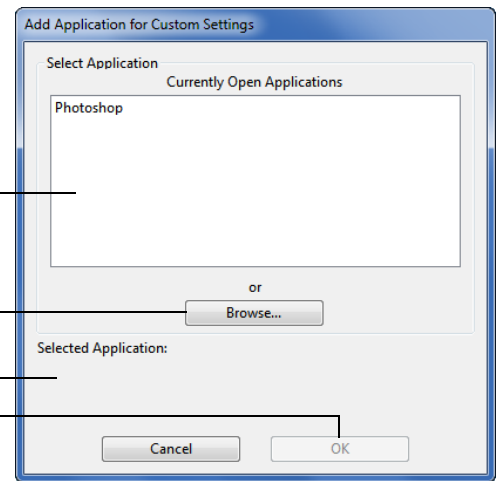 Add Application for Custom Settings
Select Application
Currently Open Applications
Photoshop
or
Browse...
Selected Application:
Cancel
OK